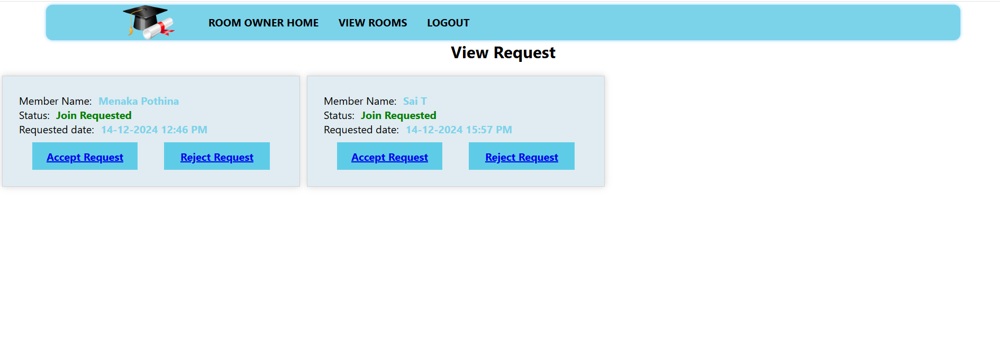 ROOM OWNER HOME VIEW ROOMS LOGOUT
View Request
Member Name: Menaka Pothina
Status: Join Requested
Requested date: 14-12-2024 12:46 PM
Accept Request Reject Request
Member Name: Sai T
Status: Join Requested
Requested date: 14-12-2024 15:57 PM
Accept Request Reject Request